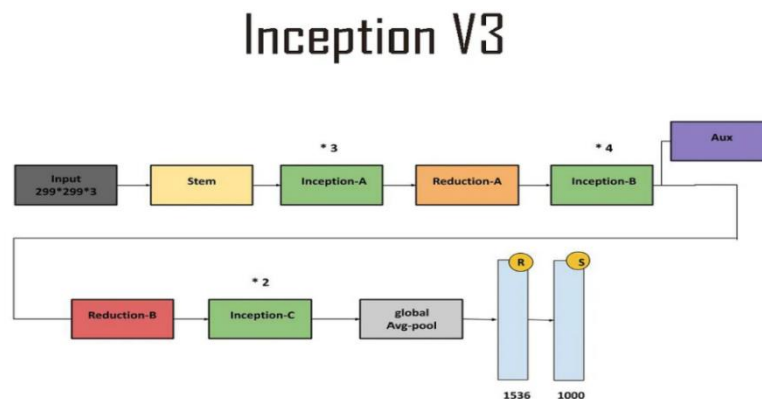 Inception V3
* 3
* 4
Aux
Input
299*299*3
Stem
Inception-A
Reduction-A
Inception-B
* 2
R
S
Reduction-B
Inception-C
global
Avg-pool
1536
1000